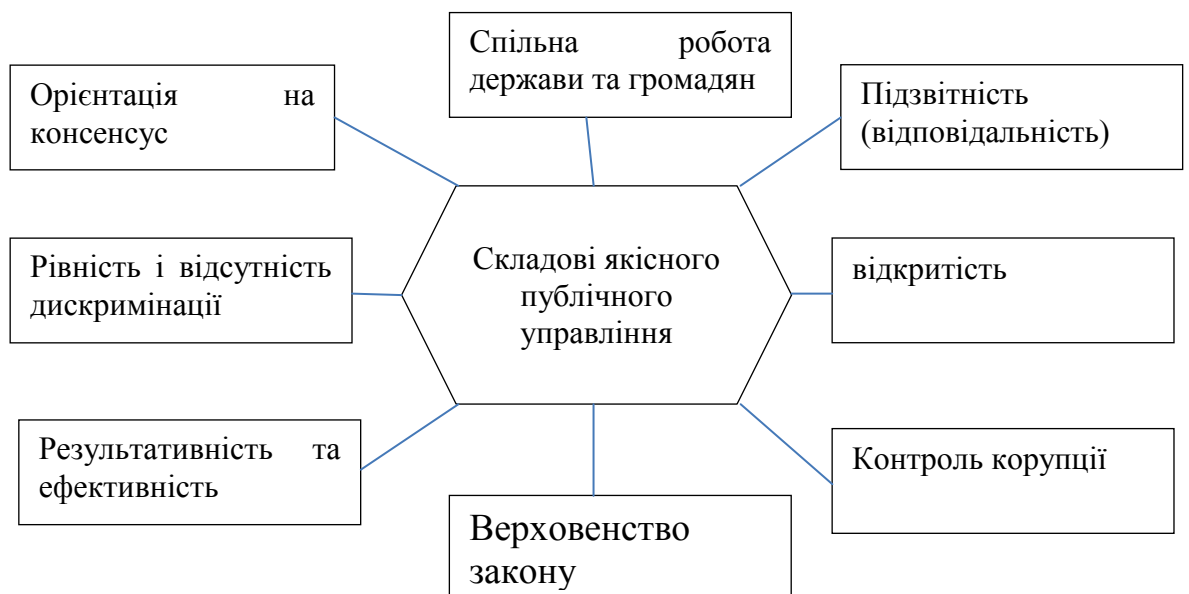 Спільна робота
держави та громадян
Орієнтація на
консенсус
Підзвітність
(відповідальність)
Рівність і відсутність
дискримінації
Складові якісного
публічного
управління
відкритість
Результативність та
ефективність
Контроль корупції
Верховенство
закону